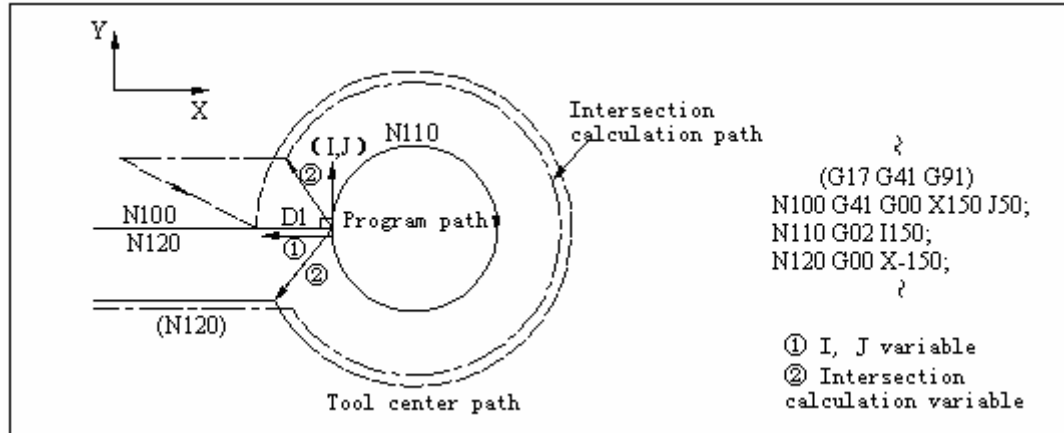 Y
X
N110
(I,J)
②
Intersection
calculation path
N100
D1
Program path
N120
①
②
(N120)
Tool center path
~
(G17 G41 G91)
N100 G41 G00 X150 J50;
N110 G02 I150;
N120 G00 X-150;
~
① I, J variable
② Intersection
calculation variable